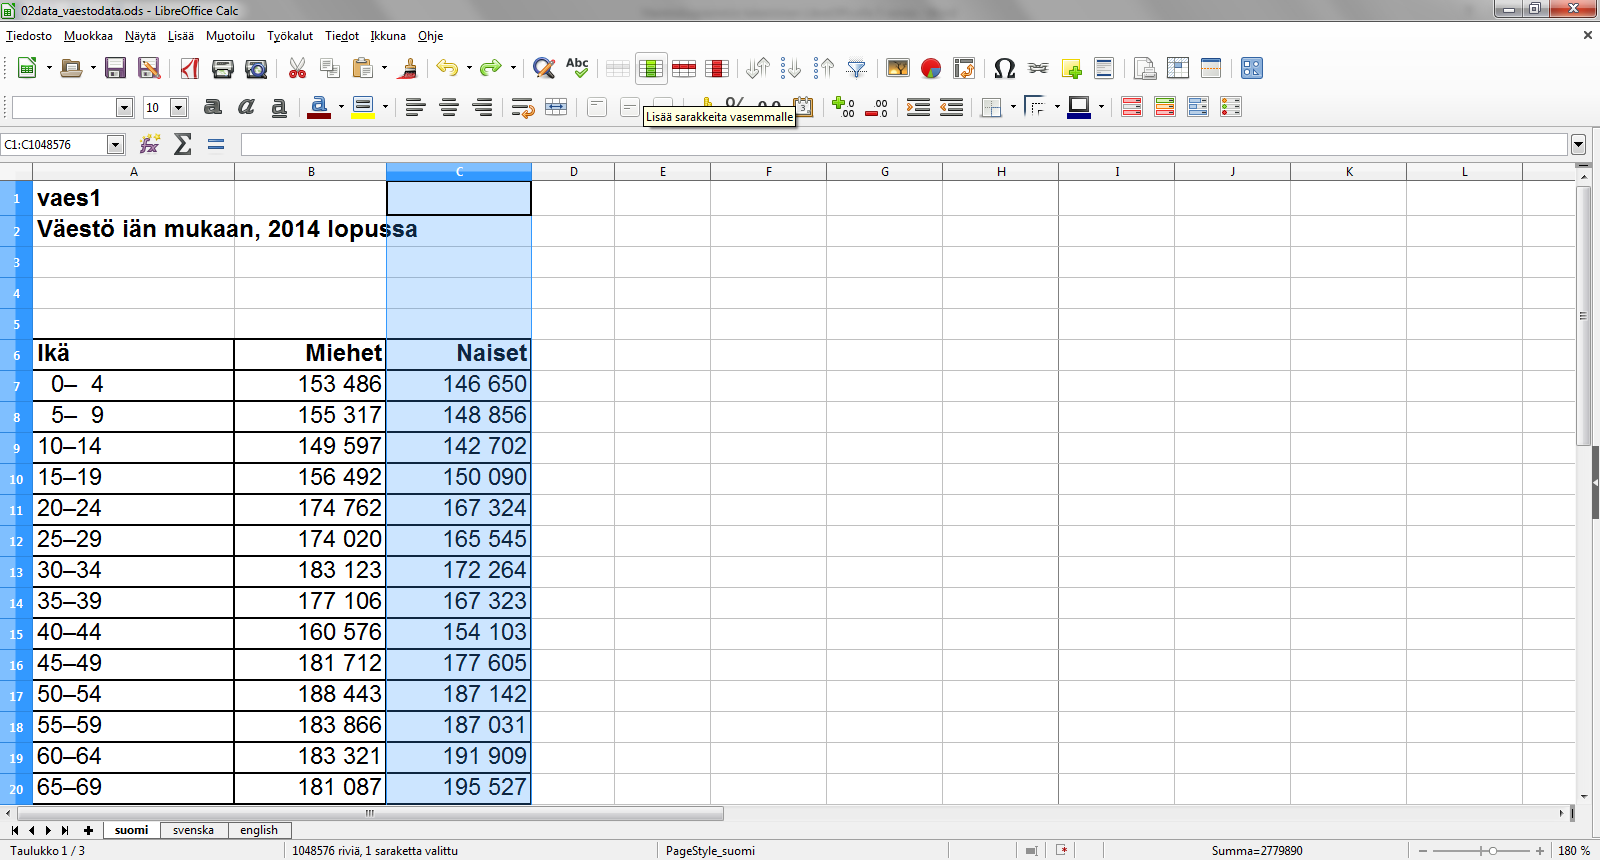 02data_vaestodata.ods - LibreOffice Calc
Tiedosto Muokkaa Näytä Lisää Muotoilu Työkalut Tiedot Ikkuna Ohje
Abc
10
Lisää sarakkeita vasemmalle
C1:C1048576
A B C D E F G H I J K L
1 vaes1
2 Väestö iän mukaan, 2014 lopussa
3
4
5
6 Ikä Miehet Naiset
7 0– 4 153 486 146 650
8 5– 9 155 317 148 856
9 10–14 149 597 142 702
10 15–19 156 492 150 090
11 20–24 174 762 167 324
12 25–29 174 020 165 545
13 30–34 183 123 172 264
14 35–39 177 106 167 323
15 40–44 160 576 154 103
16 45–49 181 712 177 605
17 50–54 188 443 187 142
18 55–59 183 866 187 031
19 60–64 183 321 191 909
20 65–69 181 087 195 527
suomi svenska english
Taulukko 1 / 3 1048576 riviä, 1 saraketta valittu PageStyle_suomi Summa=2779890 180 %